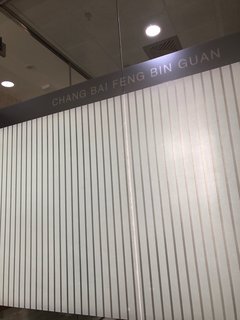 CHANG BAI FENG BIN GUAN